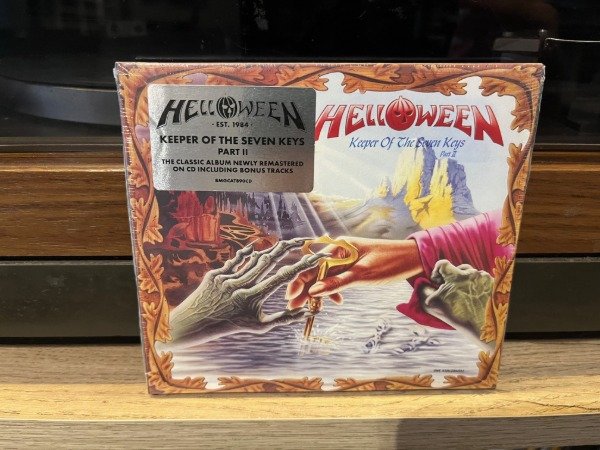 HELLOWEEN
· EST. 1984 ·
KEEPER OF THE SEVEN KEYS
PART II
THE CLASSIC ALBUM NEWLY REMASTERED
ON CD INCLUDING BONUS TRACKS
BMGCAT890CD
HELLOWEEN
Keeper Of The Seven Keys
Part II